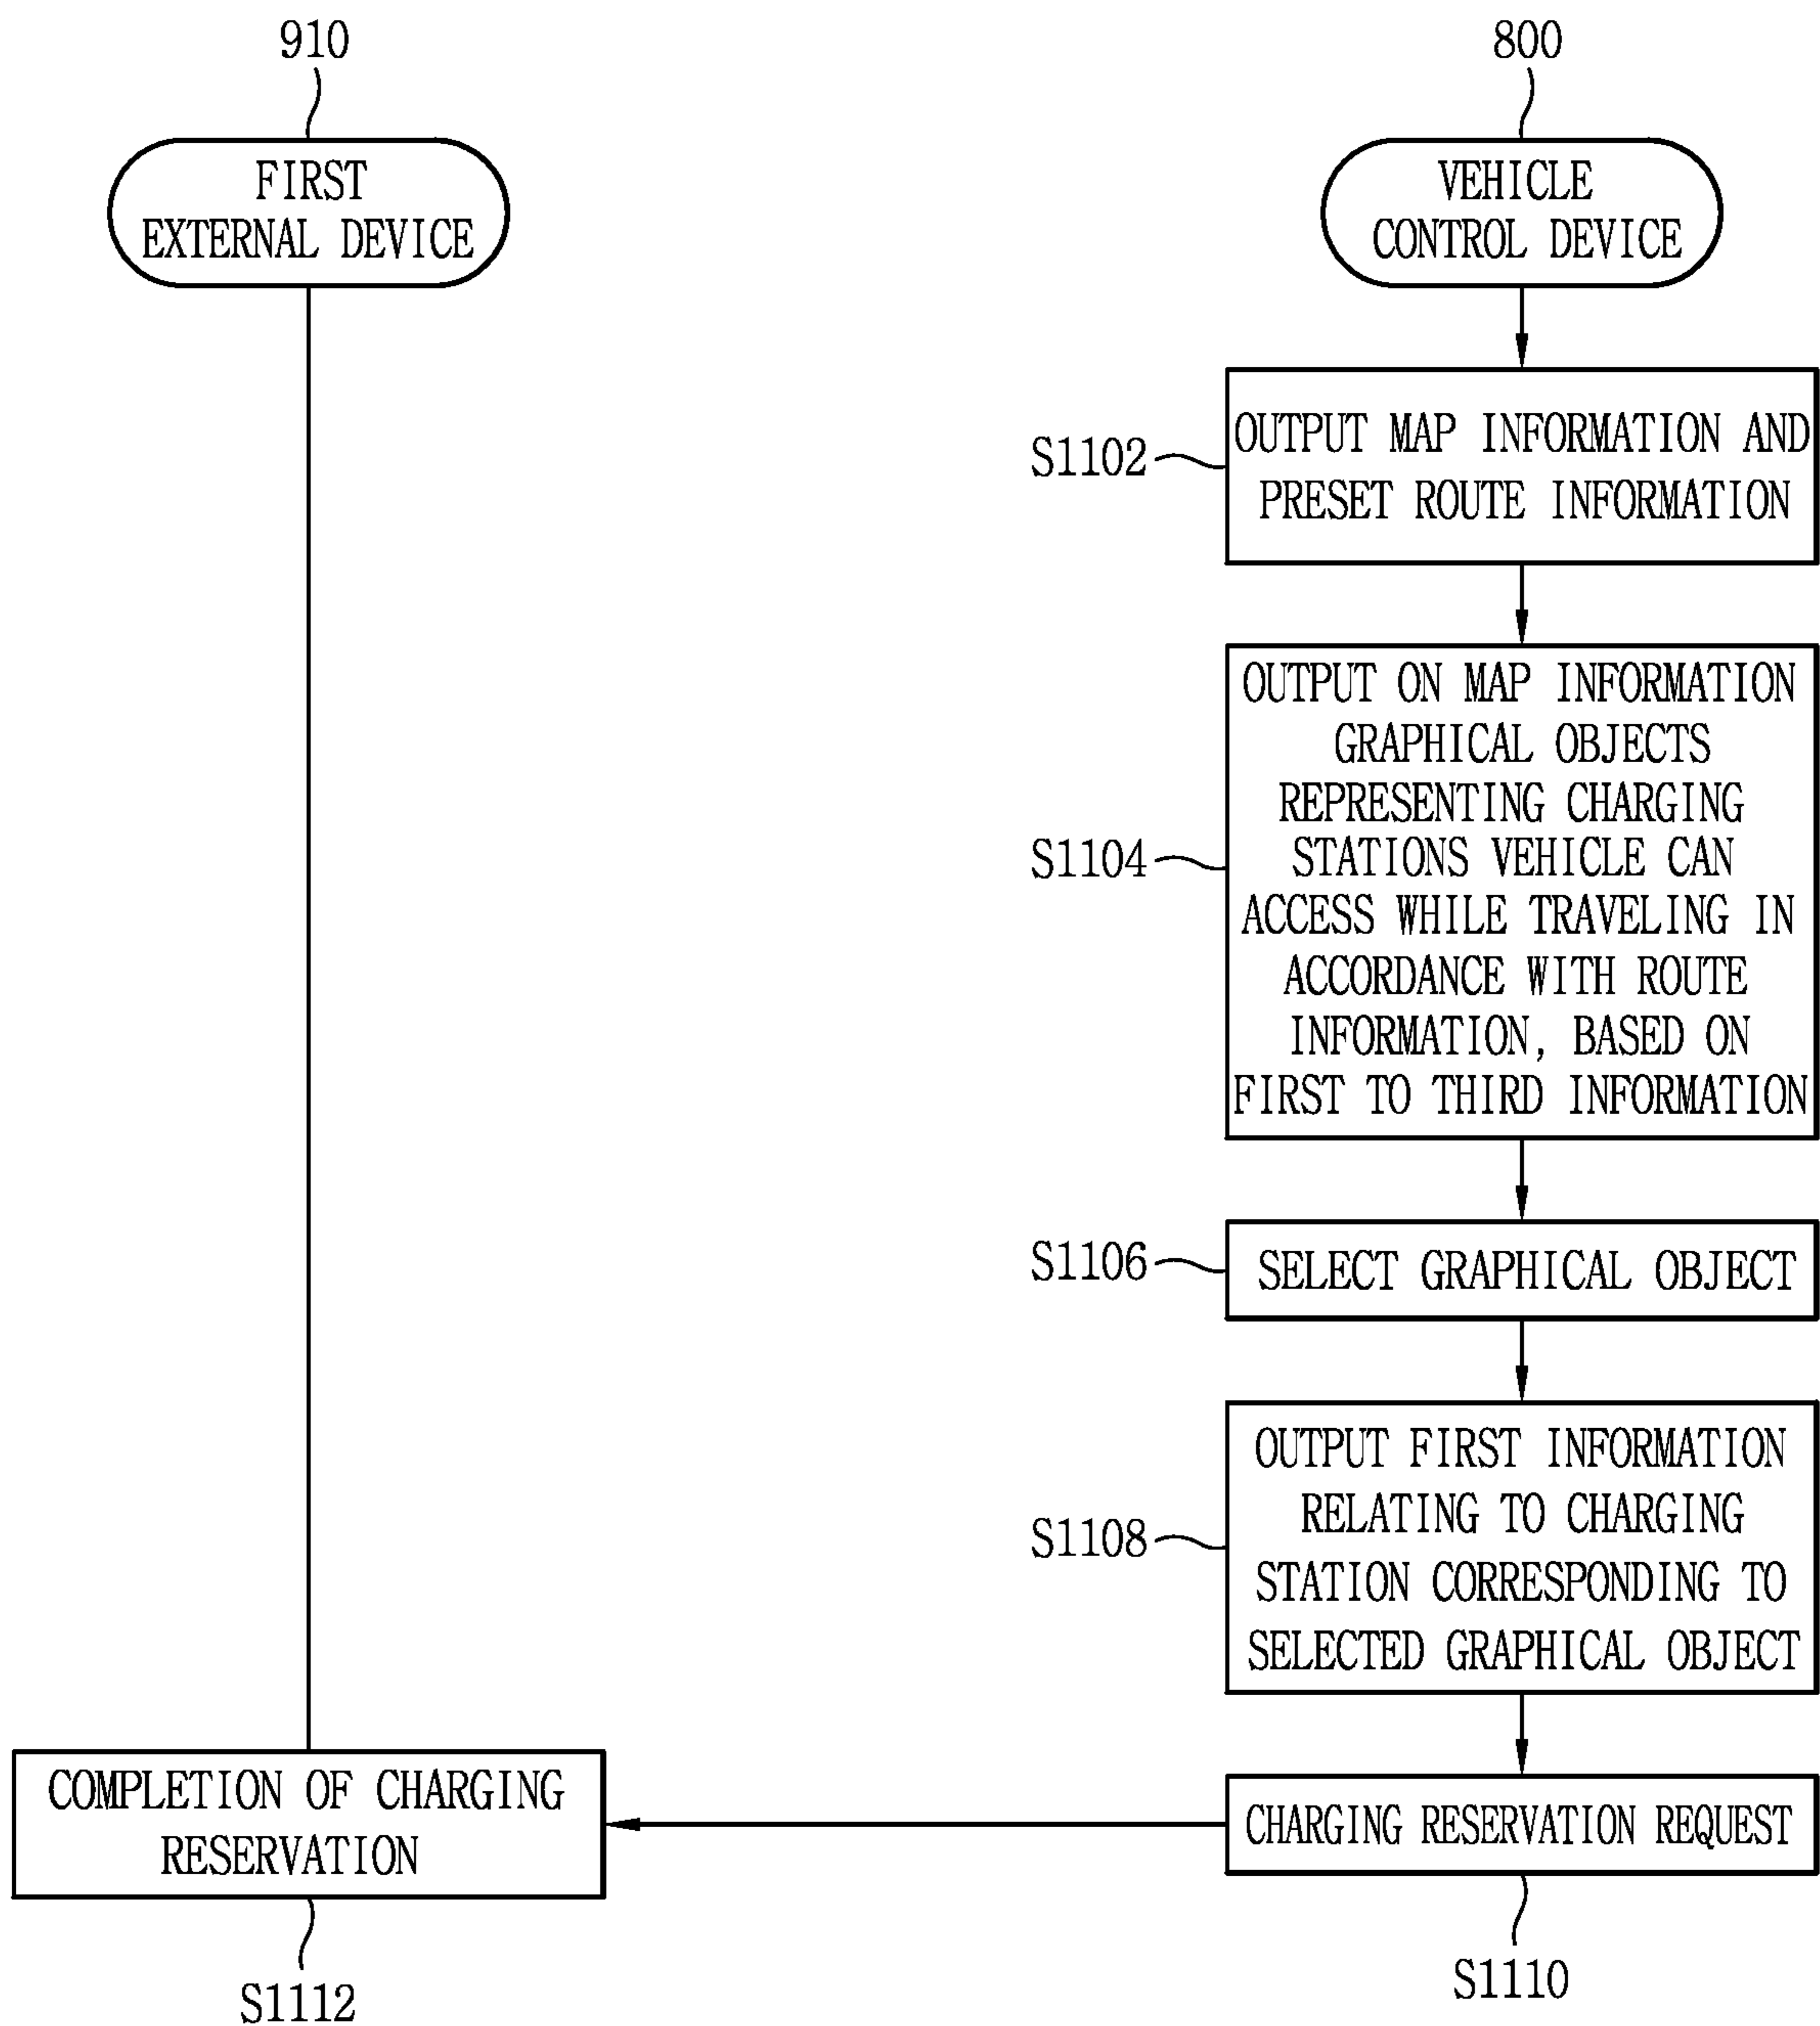 910
800
FIRST
EXTERNAL DEVICE
VEHICLE
CONTROL DEVICE
S1102
OUTPUT MAP INFORMATION AND
PRESET ROUTE INFORMATION
S1104
OUTPUT ON MAP INFORMATION
GRAPHICAL OBJECTS
REPRESENTING CHARGING
STATIONS VEHICLE CAN
ACCESS WHILE TRAVELING IN
ACCORDANCE WITH ROUTE
INFORMATION, BASED ON
FIRST TO THIRD INFORMATION
S1106
SELECT GRAPHICAL OBJECT
S1108
OUTPUT FIRST INFORMATION
RELATING TO CHARGING
STATION CORRESPONDING TO
SELECTED GRAPHICAL OBJECT
COMPLETION OF CHARGING
RESERVATION
CHARGING RESERVATION REQUEST
S1112
S1110